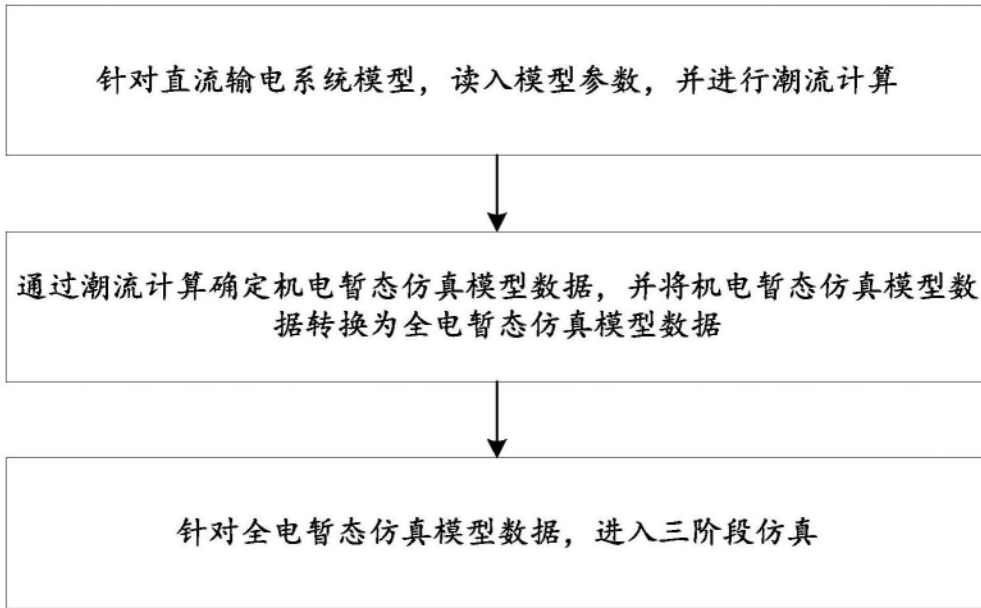 针对直流输电系统模型，读入模型参数，并进行潮流计算
通过潮流计算确定机电暂态仿真模型数据，并将机电暂态仿真模型数
据转换为全电暂态仿真模型数据
针对全电暂态仿真模型数据，进入三阶段仿真